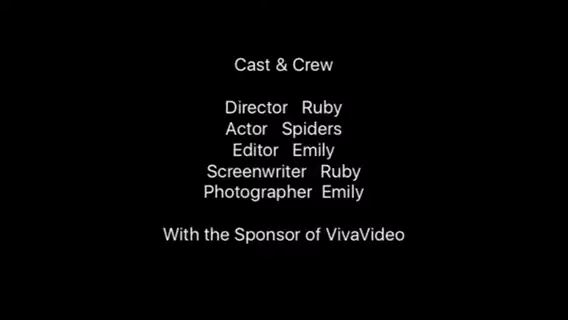 Cast & Crew
Director Ruby
Actor Spiders
Editor Emily
Screenwriter Ruby
Photographer Emily
With the Sponsor of VivaVideo